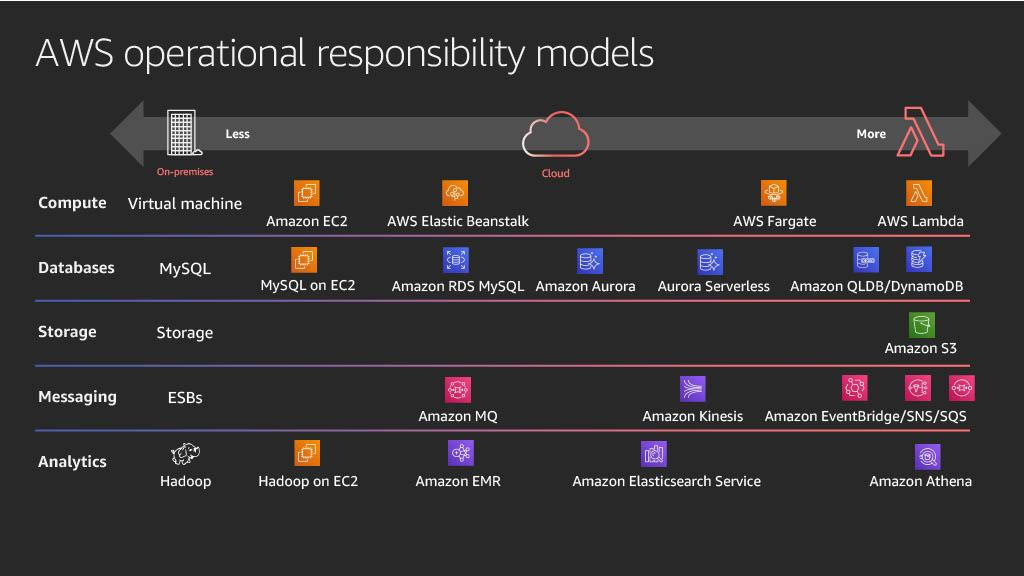 AWS operational responsibility models
Less
More
On-premises
Cloud
Compute
Virtual machine
Amazon EC2
AWS Elastic Beanstalk
AWS Fargate
AWS Lambda
Databases
MySQL
MySQL on EC2
Amazon RDS MySQL
Amazon Aurora
Aurora Serverless
Amazon QLDB/DynamoDB
Storage
Storage
Amazon S3
Messaging
ESBs
Amazon MQ
Amazon Kinesis
Amazon EventBridge/SNS/SQS
Analytics
Hadoop
Hadoop on EC2
Amazon EMR
Amazon Elasticsearch Service
Amazon Athena